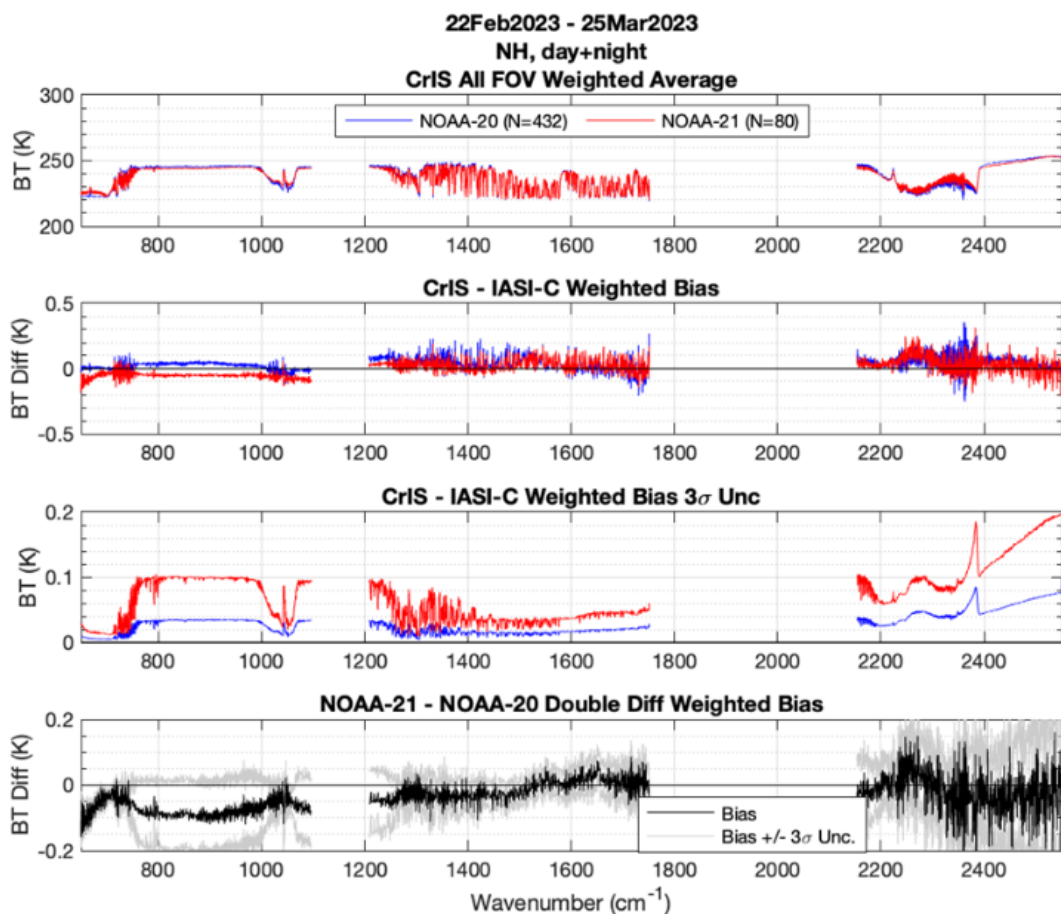 22Feb2023 - 25Mar2023
NH, day+night
CrIS All FOV Weighted Average
300
250
200
BT (K)
NOAA-20 (N=432)
NOAA-21 (N=80)
800 1000 1200 1400 1600 1800 2000 2200 2400
CrIS - IASI-C Weighted Bias
0.5
0
-0.5
BT Diff (K)
800 1000 1200 1400 1600 1800 2000 2200 2400
CrIS - IASI-C Weighted Bias 3σ Unc
0.2
0.1
0
BT (K)
800 1000 1200 1400 1600 1800 2000 2200 2400
NOAA-21 - NOAA-20 Double Diff Weighted Bias
0.2
0
-0.2
BT Diff (K)
Bias
Bias +/- 3σ Unc.
800 1000 1200 1400 1600 1800 2000 2200 2400
Wavenumber (cm⁻¹)